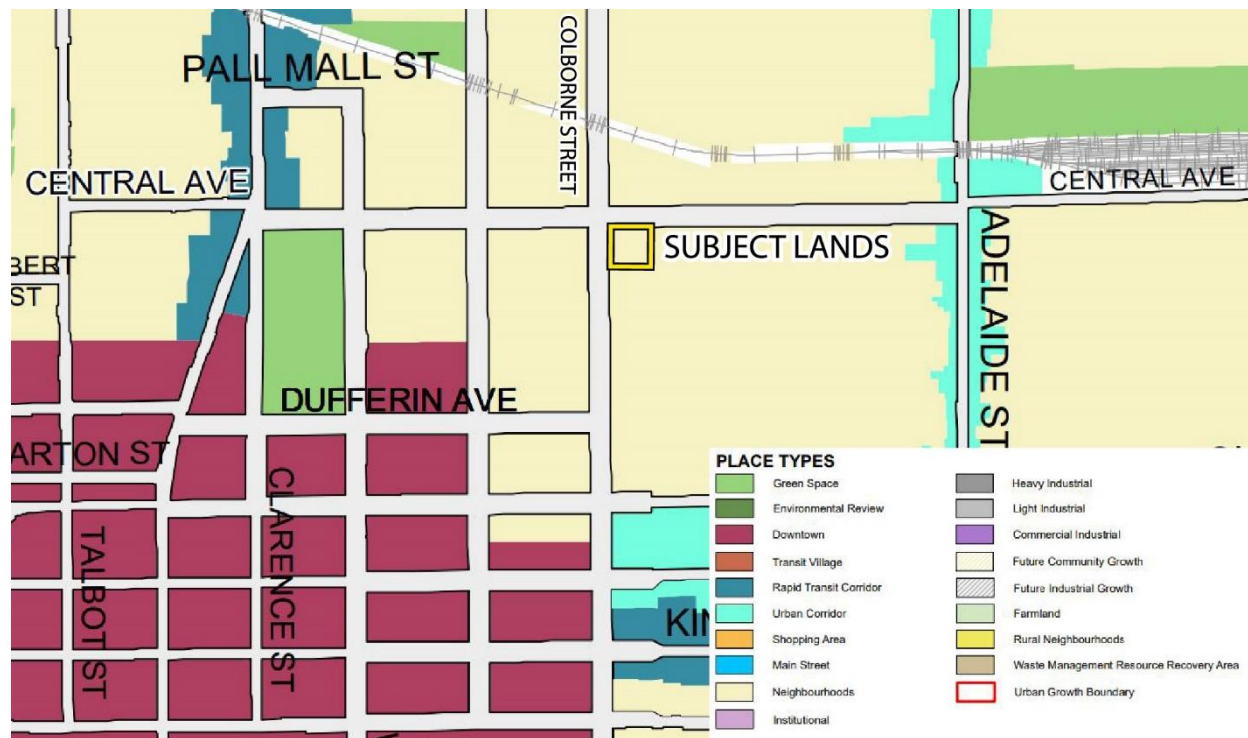 PALL MALL ST
COLBORNE STREET
CENTRAL AVE
CENTRAL AVE
SUBJECT LANDS
ADELAIDE ST
BERT
ST
DUFFERIN AVE
ARTON ST
CLARENCE ST
TALBOT ST
KIN
PLACE TYPES
Green Space
Environmental Review
Downtown
Transit Village
Rapid Transit Corridor
Urban Corridor
Shopping Area
Main Street
Neighbourhoods
Institutional
Heavy Industrial
Light Industrial
Commercial Industrial
Future Community Growth
Future Industrial Growth
Farmland
Rural Neighbourhoods
Waste Management Resource Recovery Area
Urban Growth Boundary